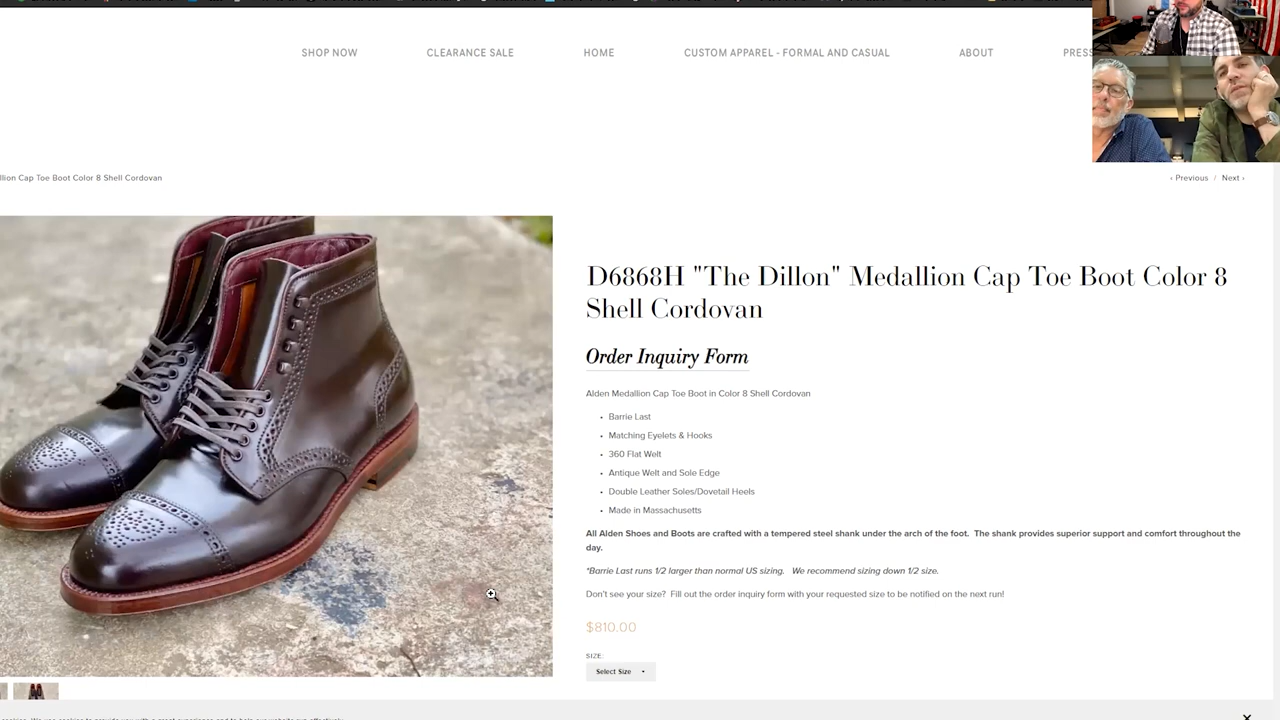 SHOP NOW CLEARANCE SALE HOME CUSTOM APPAREL - FORMAL AND CASUAL ABOUT PRESS
llion Cap Toe Boot Color 8 Shell Cordovan
‹ Previous / Next ›
D6868H "The Dillon" Medallion Cap Toe Boot Color 8
Shell Cordovan
Order Inquiry Form
Alden Medallion Cap Toe Boot in Color 8 Shell Cordovan
• Barrie Last
• Matching Eyelets & Hooks
• 360 Flat Welt
• Antique Welt and Sole Edge
• Double Leather Soles/Dovetail Heels
• Made in Massachusetts
All Alden Shoes and Boots are crafted with a tempered steel shank under the arch of the foot. The shank provides superior support and comfort throughout the
day.
*Barrie Last runs 1/2 larger than normal US sizing. We recommend sizing down 1/2 size.
Don't see your size? Fill out the order inquiry form with your requested size to be notified on the next run!
$810.00
SIZE:
Select Size